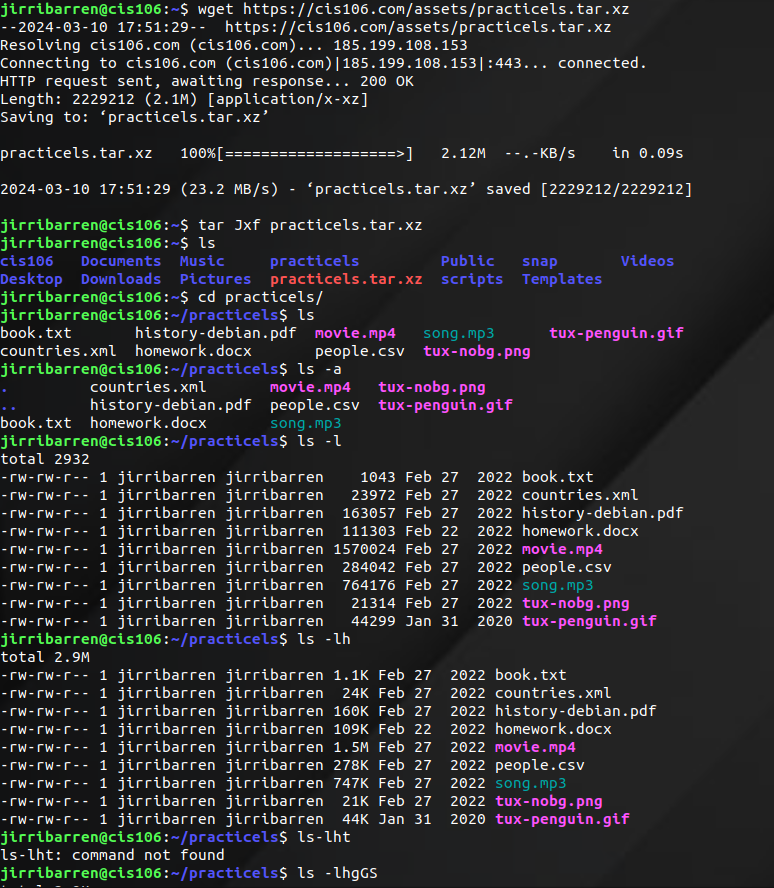 jirribarren@cis106:~$ wget https://cis106.com/assets/practicels.tar.xz
--2024-03-10 17:51:29--  https://cis106.com/assets/practicels.tar.xz
Resolving cis106.com (cis106.com)... 185.199.108.153
Connecting to cis106.com (cis106.com)|185.199.108.153|:443... connected.
HTTP request sent, awaiting response... 200 OK
Length: 2229212 (2.1M) [application/x-xz]
Saving to: ‘practicels.tar.xz’
practicels.tar.xz   100%[===================>]   2.12M  --.-KB/s    in 0.09s
2024-03-10 17:51:29 (23.2 MB/s) - ‘practicels.tar.xz’ saved [2229212/2229212]
jirribarren@cis106:~$ tar Jxf practicels.tar.xz
jirribarren@cis106:~$ ls
cis106   Documents  Music     practicels         Public   snap       Videos
Desktop  Downloads  Pictures  practicels.tar.xz  scripts  Templates
jirribarren@cis106:~$ cd practicels/
jirribarren@cis106:~/practicels$ ls
book.txt       history-debian.pdf  movie.mp4   song.mp3      tux-penguin.gif
countries.xml  homework.docx       people.csv  tux-nobg.png
jirribarren@cis106:~/practicels$ ls -a
.         countries.xml       movie.mp4   tux-nobg.png
..        history-debian.pdf  people.csv  tux-penguin.gif
book.txt  homework.docx       song.mp3
jirribarren@cis106:~/practicels$ ls -l
total 2932
-rw-rw-r-- 1 jirribarren jirribarren    1043 Feb 27  2022 book.txt
-rw-rw-r-- 1 jirribarren jirribarren   23972 Feb 27  2022 countries.xml
-rw-rw-r-- 1 jirribarren jirribarren  163057 Feb 27  2022 history-debian.pdf
-rw-rw-r-- 1 jirribarren jirribarren  111303 Feb 22  2022 homework.docx
-rw-rw-r-- 1 jirribarren jirribarren 1570024 Feb 27  2022 movie.mp4
-rw-rw-r-- 1 jirribarren jirribarren  284042 Feb 27  2022 people.csv
-rw-rw-r-- 1 jirribarren jirribarren  764176 Feb 27  2022 song.mp3
-rw-rw-r-- 1 jirribarren jirribarren   21314 Feb 27  2022 tux-nobg.png
-rw-rw-r-- 1 jirribarren jirribarren   44299 Jan 31  2020 tux-penguin.gif
jirribarren@cis106:~/practicels$ ls -lh
total 2.9M
-rw-rw-r-- 1 jirribarren jirribarren 1.1K Feb 27  2022 book.txt
-rw-rw-r-- 1 jirribarren jirribarren  24K Feb 27  2022 countries.xml
-rw-rw-r-- 1 jirribarren jirribarren 160K Feb 27  2022 history-debian.pdf
-rw-rw-r-- 1 jirribarren jirribarren 109K Feb 22  2022 homework.docx
-rw-rw-r-- 1 jirribarren jirribarren 1.5M Feb 27  2022 movie.mp4
-rw-rw-r-- 1 jirribarren jirribarren 278K Feb 27  2022 people.csv
-rw-rw-r-- 1 jirribarren jirribarren 747K Feb 27  2022 song.mp3
-rw-rw-r-- 1 jirribarren jirribarren  21K Feb 27  2022 tux-nobg.png
-rw-rw-r-- 1 jirribarren jirribarren  44K Jan 31  2020 tux-penguin.gif
jirribarren@cis106:~/practicels$ ls-lht
ls-lht: command not found
jirribarren@cis106:~/practicels$ ls -lhgGS